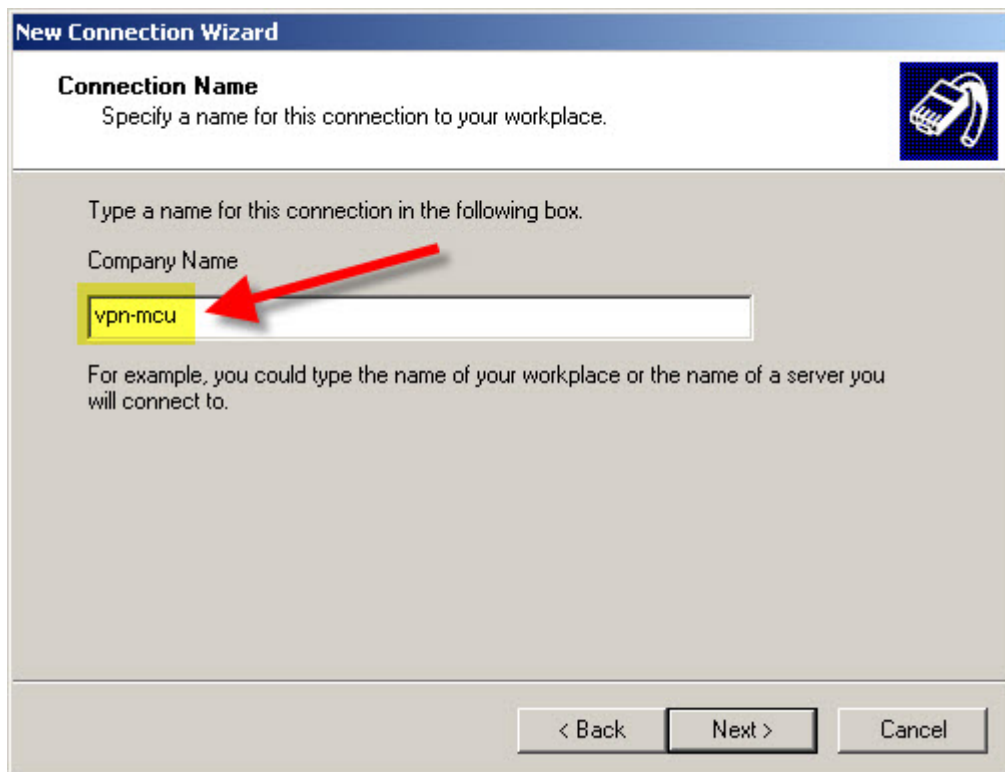 New Connection Wizard
Connection Name
Specify a name for this connection to your workplace.
Type a name for this connection in the following box.
Company Name
vpn-mcu
For example, you could type the name of your workplace or the name of a server you
will connect to.
< Back
Next >
Cancel